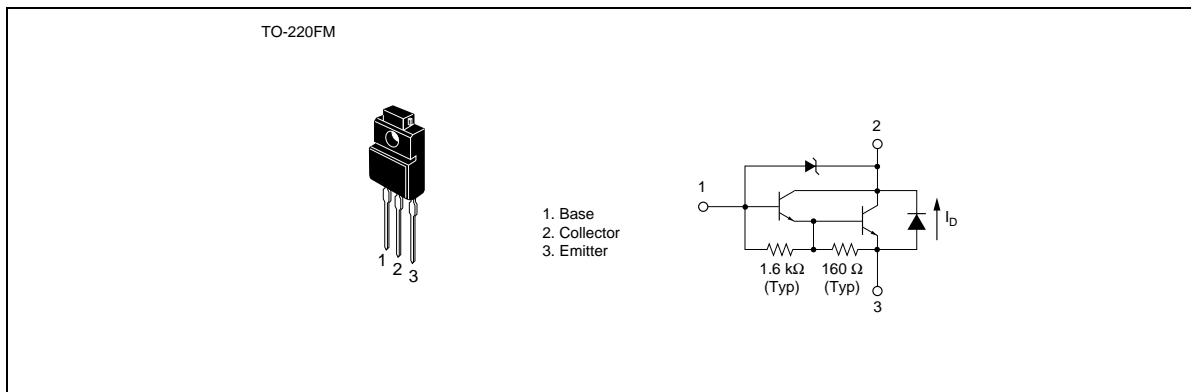 TO-220FM
1
2
3
1. Base
2. Collector
3. Emitter
2
1
I_D
1.6 kΩ
(Typ)
160 Ω
(Typ)
3